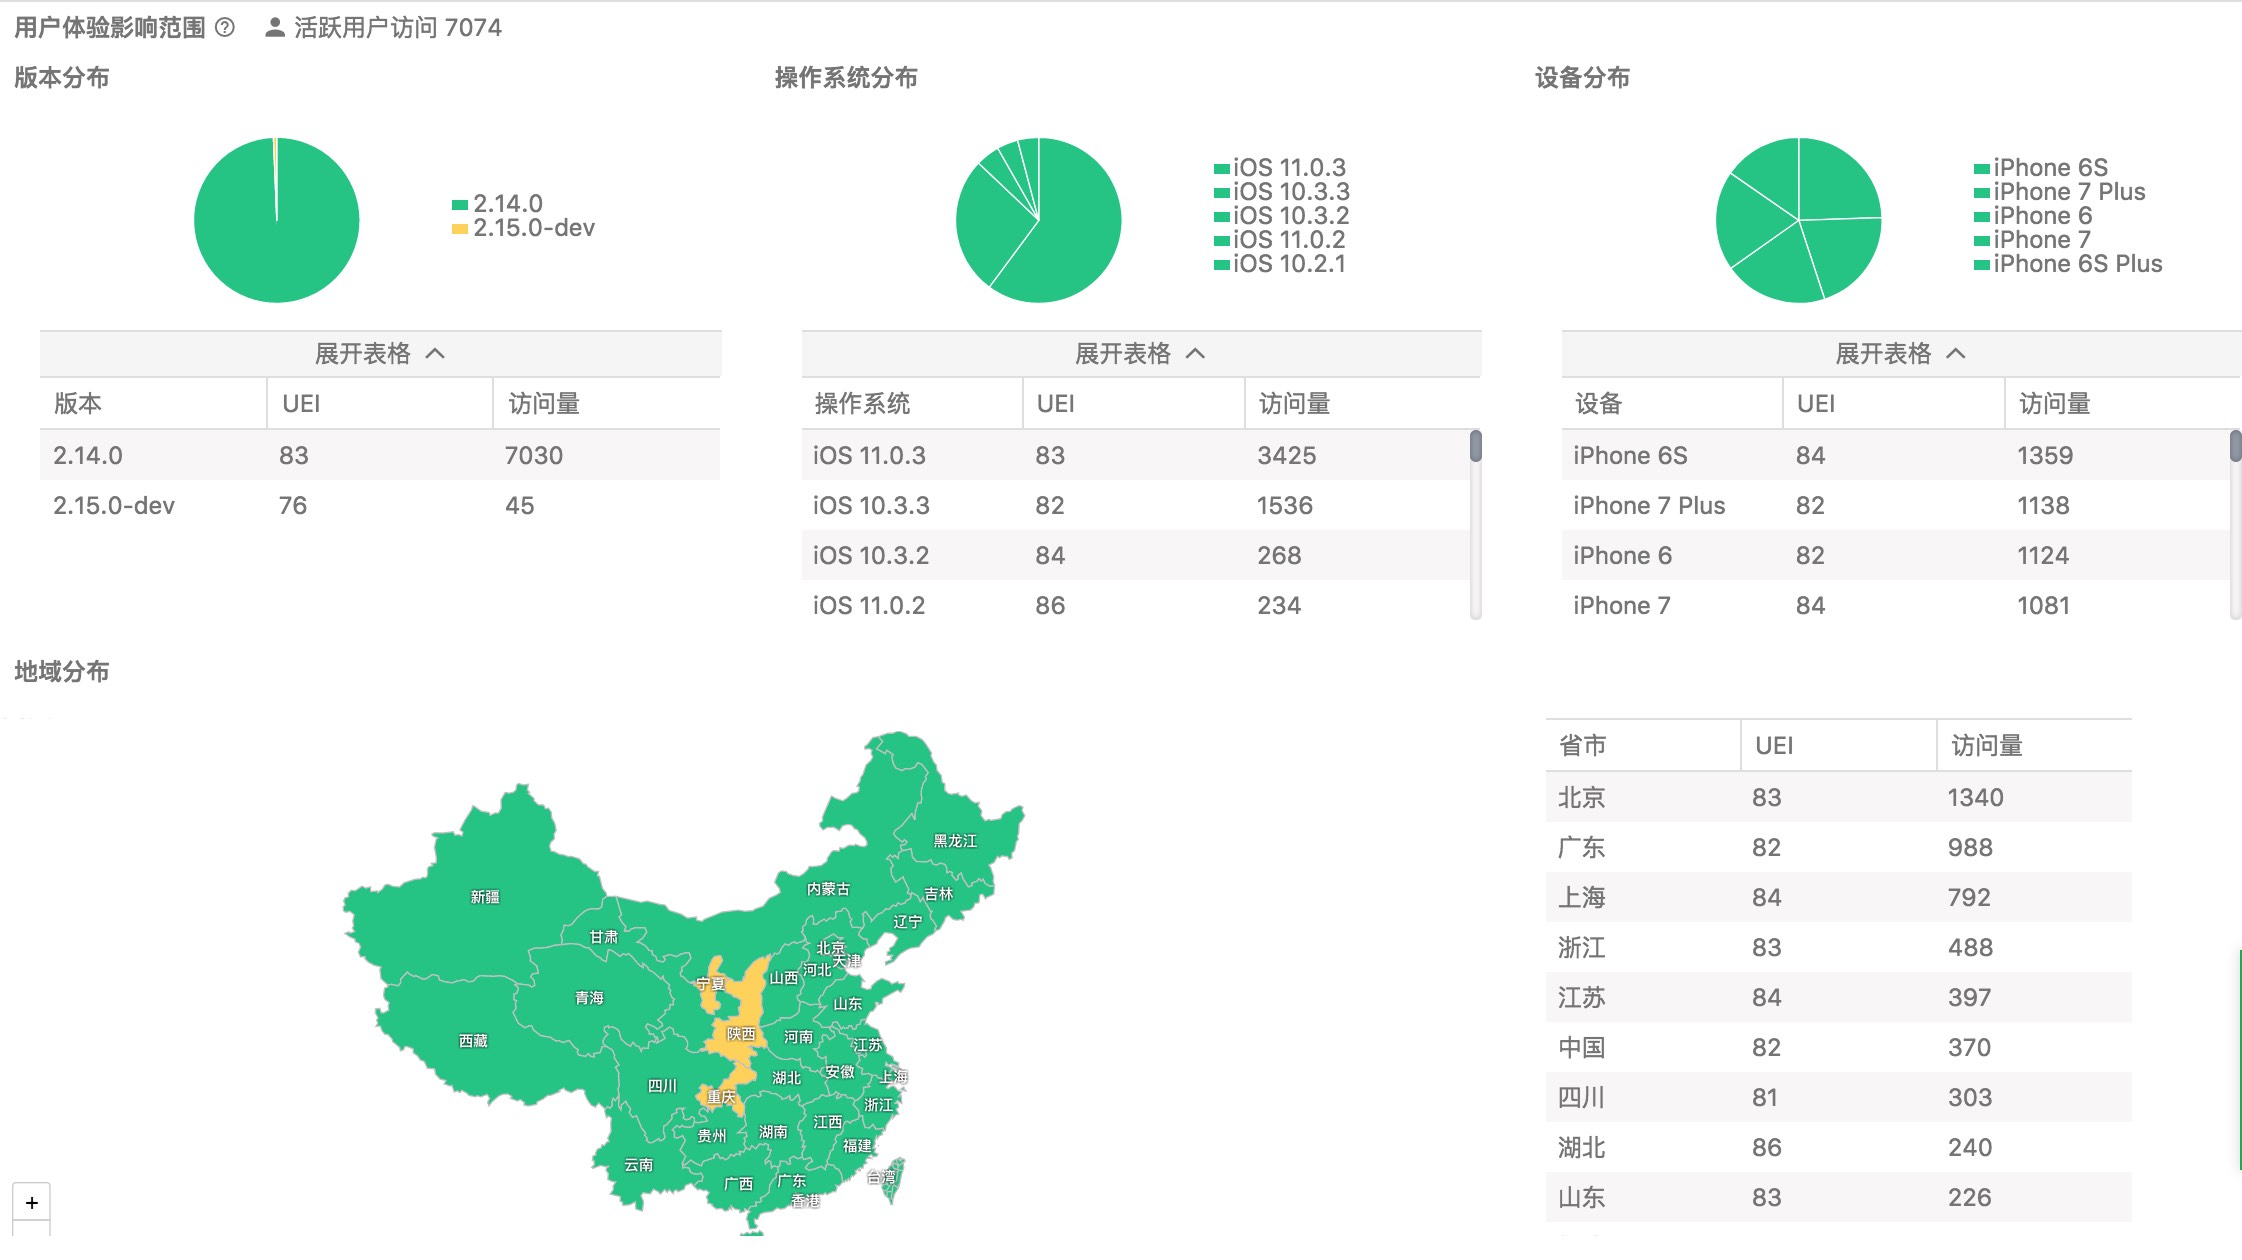 用户体验影响范围 ? 活跃用户访问 7074
版本分布
操作系统分布
设备分布
2.14.0
2.15.0-dev
iOS 11.0.3
iOS 10.3.3
iOS 10.3.2
iOS 11.0.2
iOS 10.2.1
iPhone 6S
iPhone 7 Plus
iPhone 6
iPhone 7
iPhone 6S Plus
展开表格
版本 UEI 访问量
2.14.0 83 7030
2.15.0-dev 76 45
展开表格
操作系统 UEI 访问量
iOS 11.0.3 83 3425
iOS 10.3.3 82 1536
iOS 10.3.2 84 268
iOS 11.0.2 86 234
展开表格
设备 UEI 访问量
iPhone 6S 84 1359
iPhone 7 Plus 82 1138
iPhone 6 82 1124
iPhone 7 84 1081
地域分布
黑龙江
内蒙古
吉林
新疆
辽宁
甘肃
北京
天津
河北
山西
宁夏
青海
山东
陕西
河南
西藏
江苏
安徽
上海
湖北
四川
重庆
浙江
江西
湖南
贵州
福建
云南
台湾
广东
广西
香港
+
省市 UEI 访问量
北京 83 1340
广东 82 988
上海 84 792
浙江 83 488
江苏 84 397
中国 82 370
四川 81 303
湖北 86 240
山东 83 226